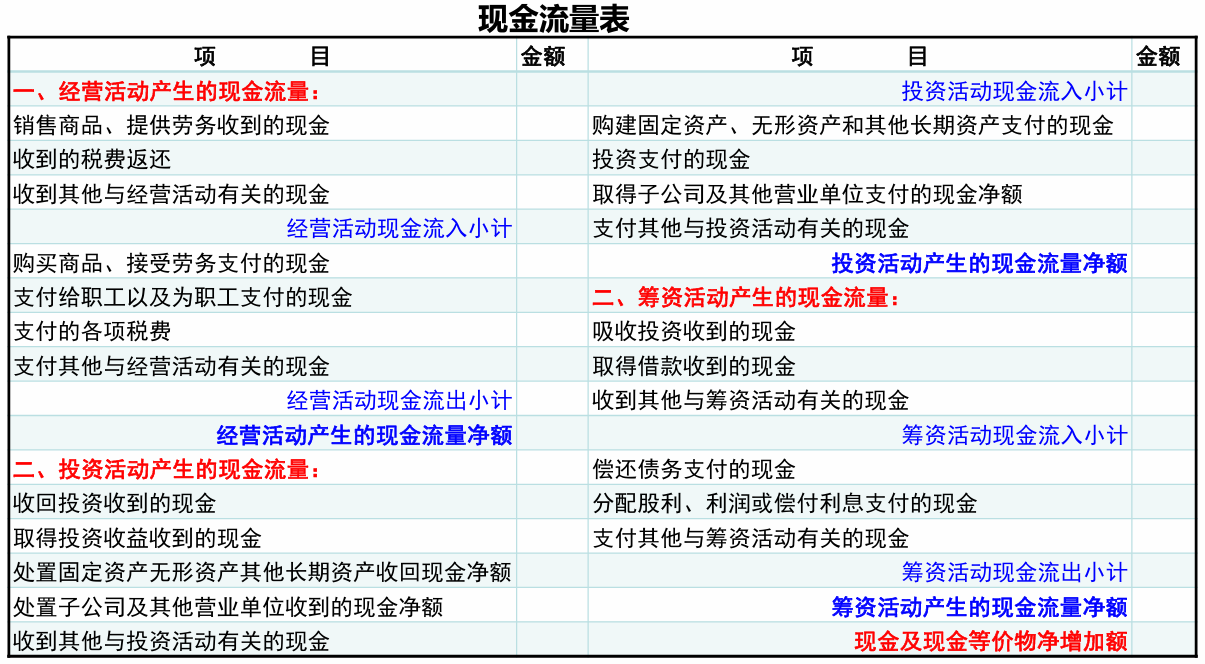 现金流量表
项 目 金额 项 目 金额
一、经营活动产生的现金流量： 投资活动现金流入小计
销售商品、提供劳务收到的现金 购建固定资产、无形资产和其他长期资产支付的现金
收到的税费返还 投资支付的现金
收到其他与经营活动有关的现金 取得子公司及其他营业单位支付的现金净额
经营活动现金流入小计 支付其他与投资活动有关的现金
购买商品、接受劳务支付的现金 投资活动产生的现金流量净额
支付给职工以及为职工支付的现金 二、筹资活动产生的现金流量：
支付的各项税费 吸收投资收到的现金
支付其他与经营活动有关的现金 取得借款收到的现金
经营活动现金流出小计 收到其他与筹资活动有关的现金
经营活动产生的现金流量净额 筹资活动现金流入小计
二、投资活动产生的现金流量： 偿还债务支付的现金
收回投资收到的现金 分配股利、利润或偿付利息支付的现金
取得投资收益收到的现金 支付其他与筹资活动有关的现金
处置固定资产无形资产其他长期资产收回现金净额 筹资活动现金流出小计
处置子公司及其他营业单位收到的现金净额 筹资活动产生的现金流量净额
收到其他与投资活动有关的现金 现金及现金等价物净增加额